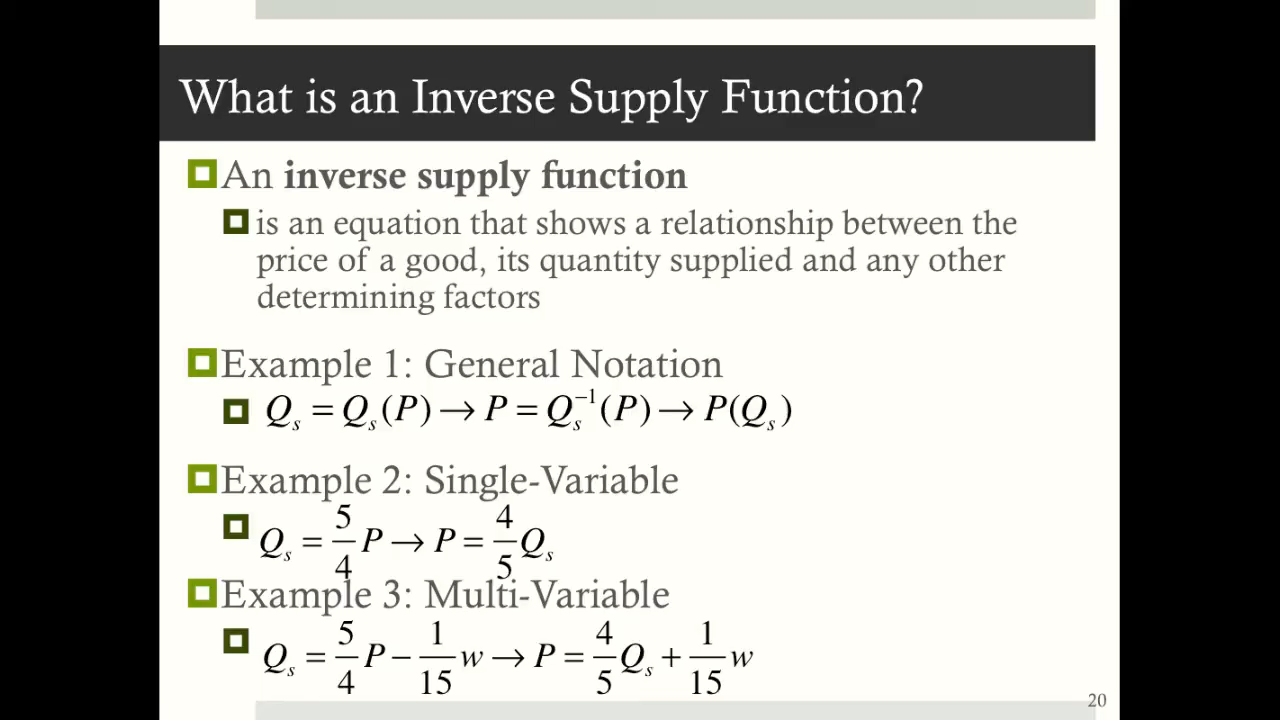 What is an Inverse Supply Function?
An inverse supply function
is an equation that shows a relationship between the
price of a good, its quantity supplied and any other
determining factors
Example 1: General Notation
Qₛ = Qₛ(P) → P = Qₛ⁻¹(P) → P(Qₛ)
Example 2: Single-Variable
Qₛ = 5/4 P → P = 4/5 Qₛ
Example 3: Multi-Variable
Qₛ = 5/4 P − 1/15 w → P = 4/5 Qₛ + 1/15 w
20